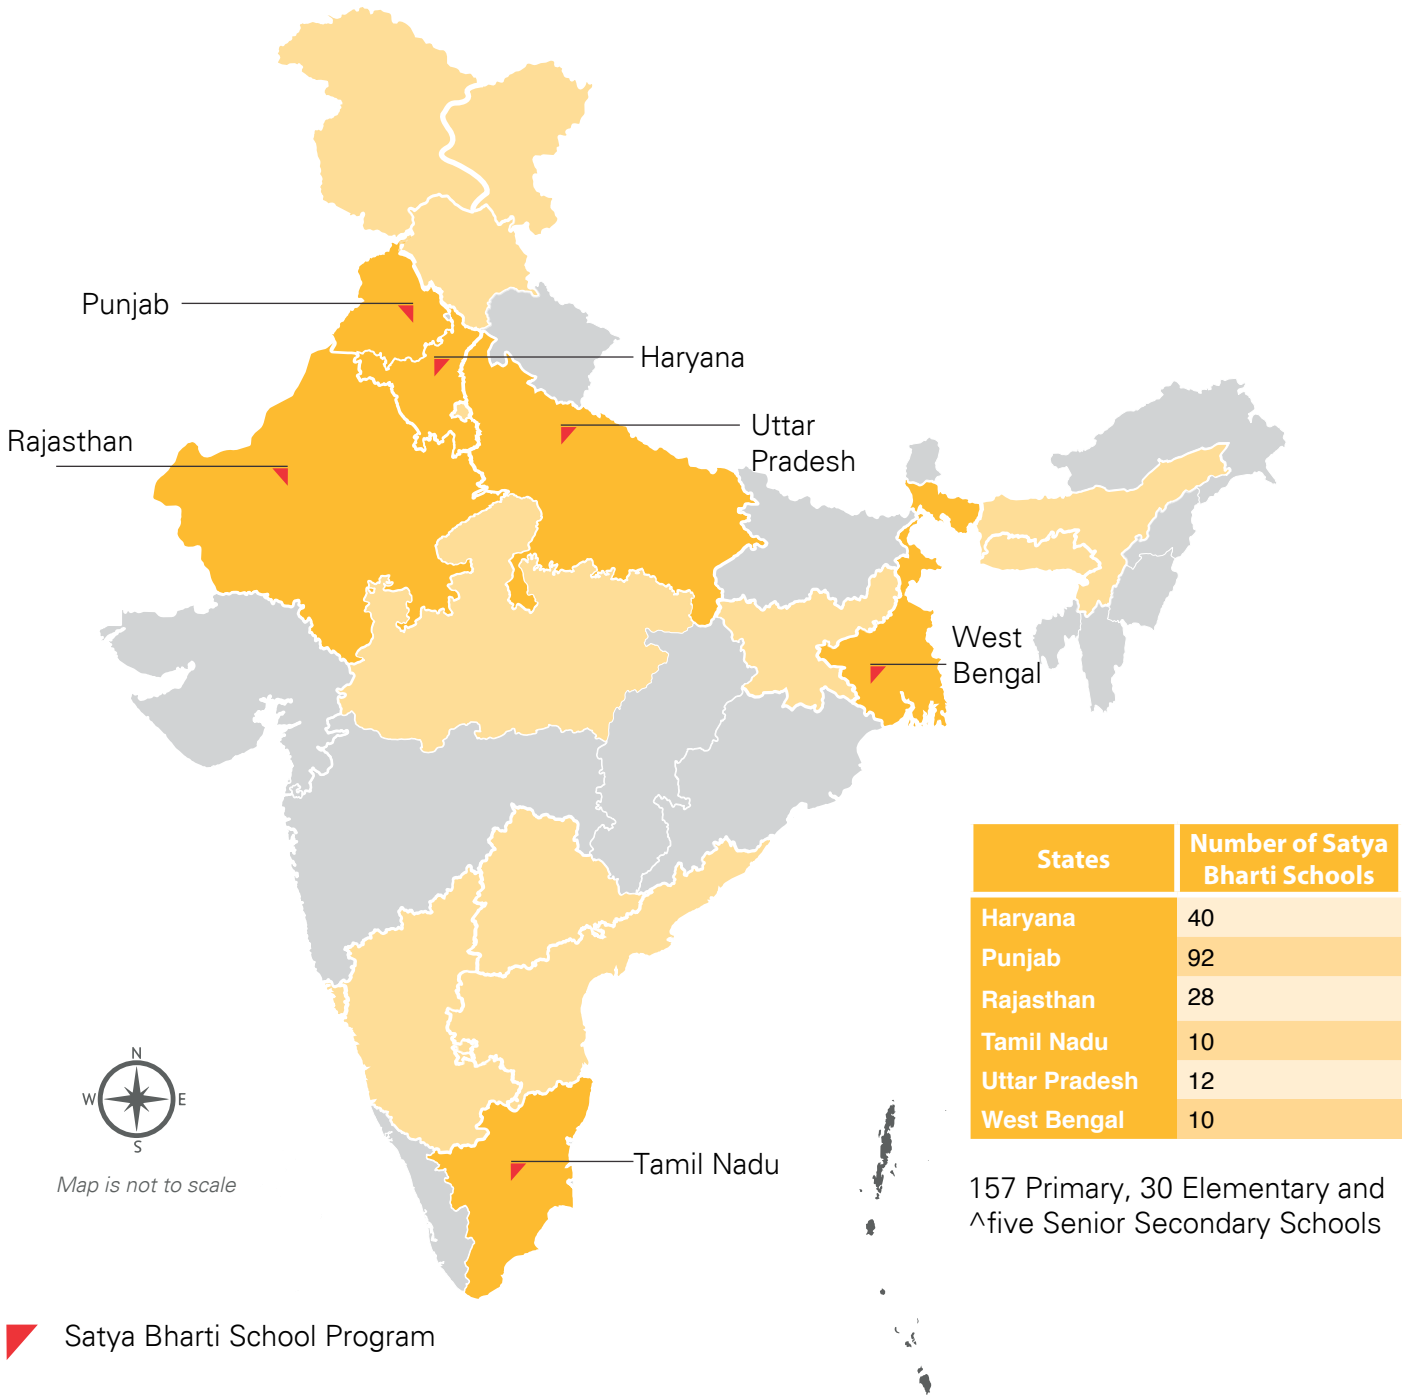 Punjab
Haryana
Rajasthan
Uttar
Pradesh
West
Bengal
States
Number of Satya
Bharti Schools
Haryana 40
Punjab 92
Rajasthan 28
Tamil Nadu 10
Uttar Pradesh 12
West Bengal 10
N
W E
S
Map is not to scale
Tamil Nadu
157 Primary, 30 Elementary and
^five Senior Secondary Schools
Satya Bharti School Program